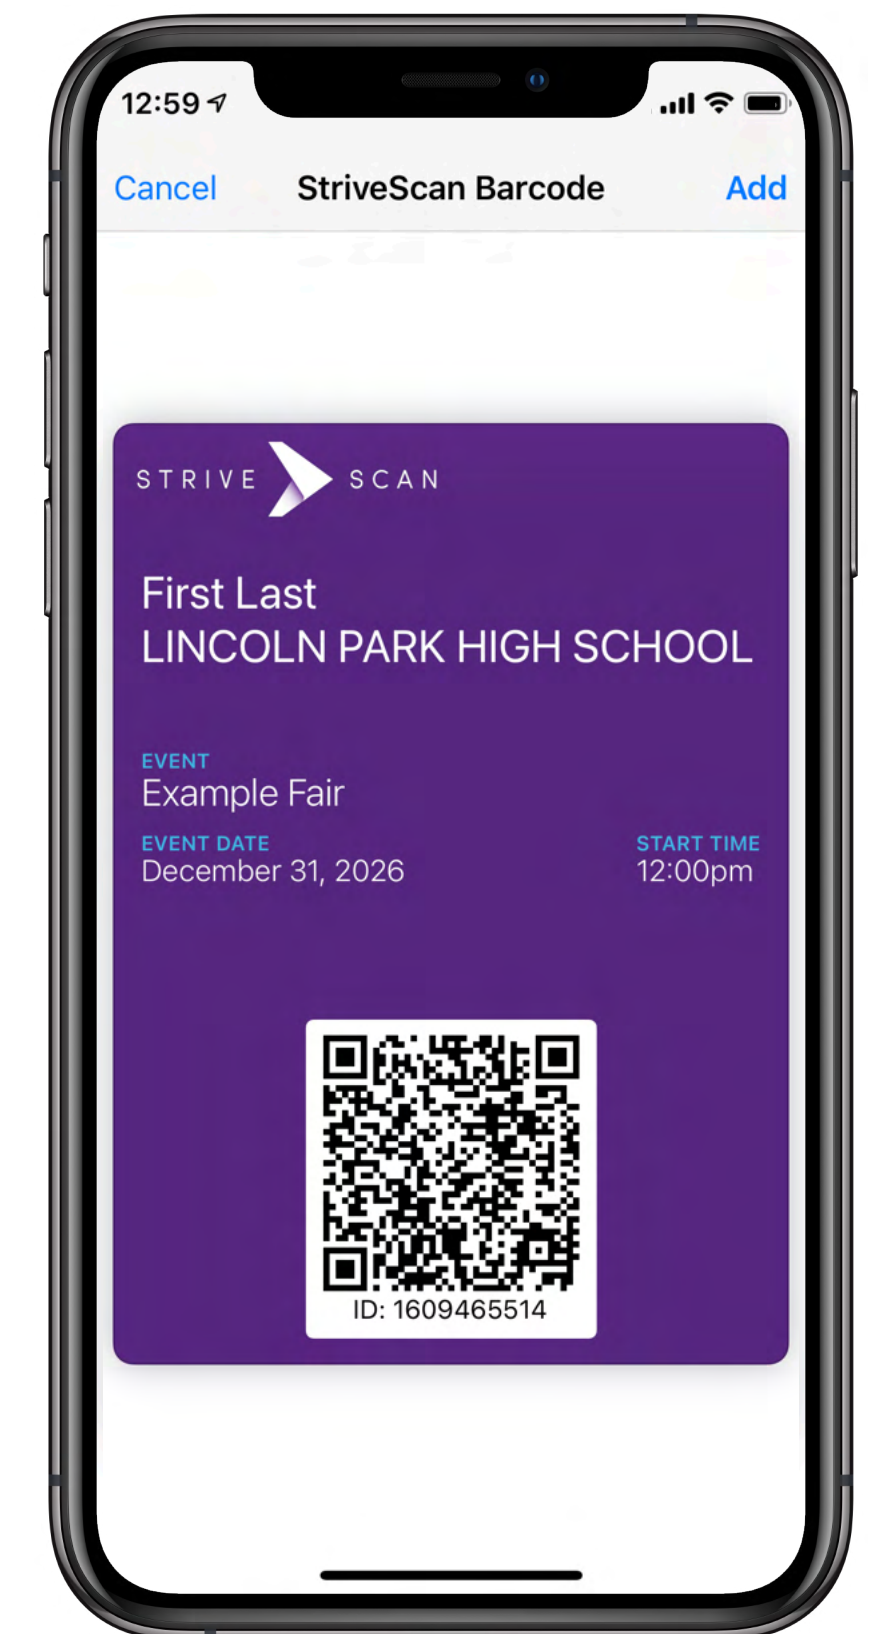 12:59
Cancel StriveScan Barcode Add
STRIVE SCAN
First Last
LINCOLN PARK HIGH SCHOOL
EVENT
Example Fair
EVENT DATE START TIME
December 31, 2026 12:00pm
ID: 1609465514